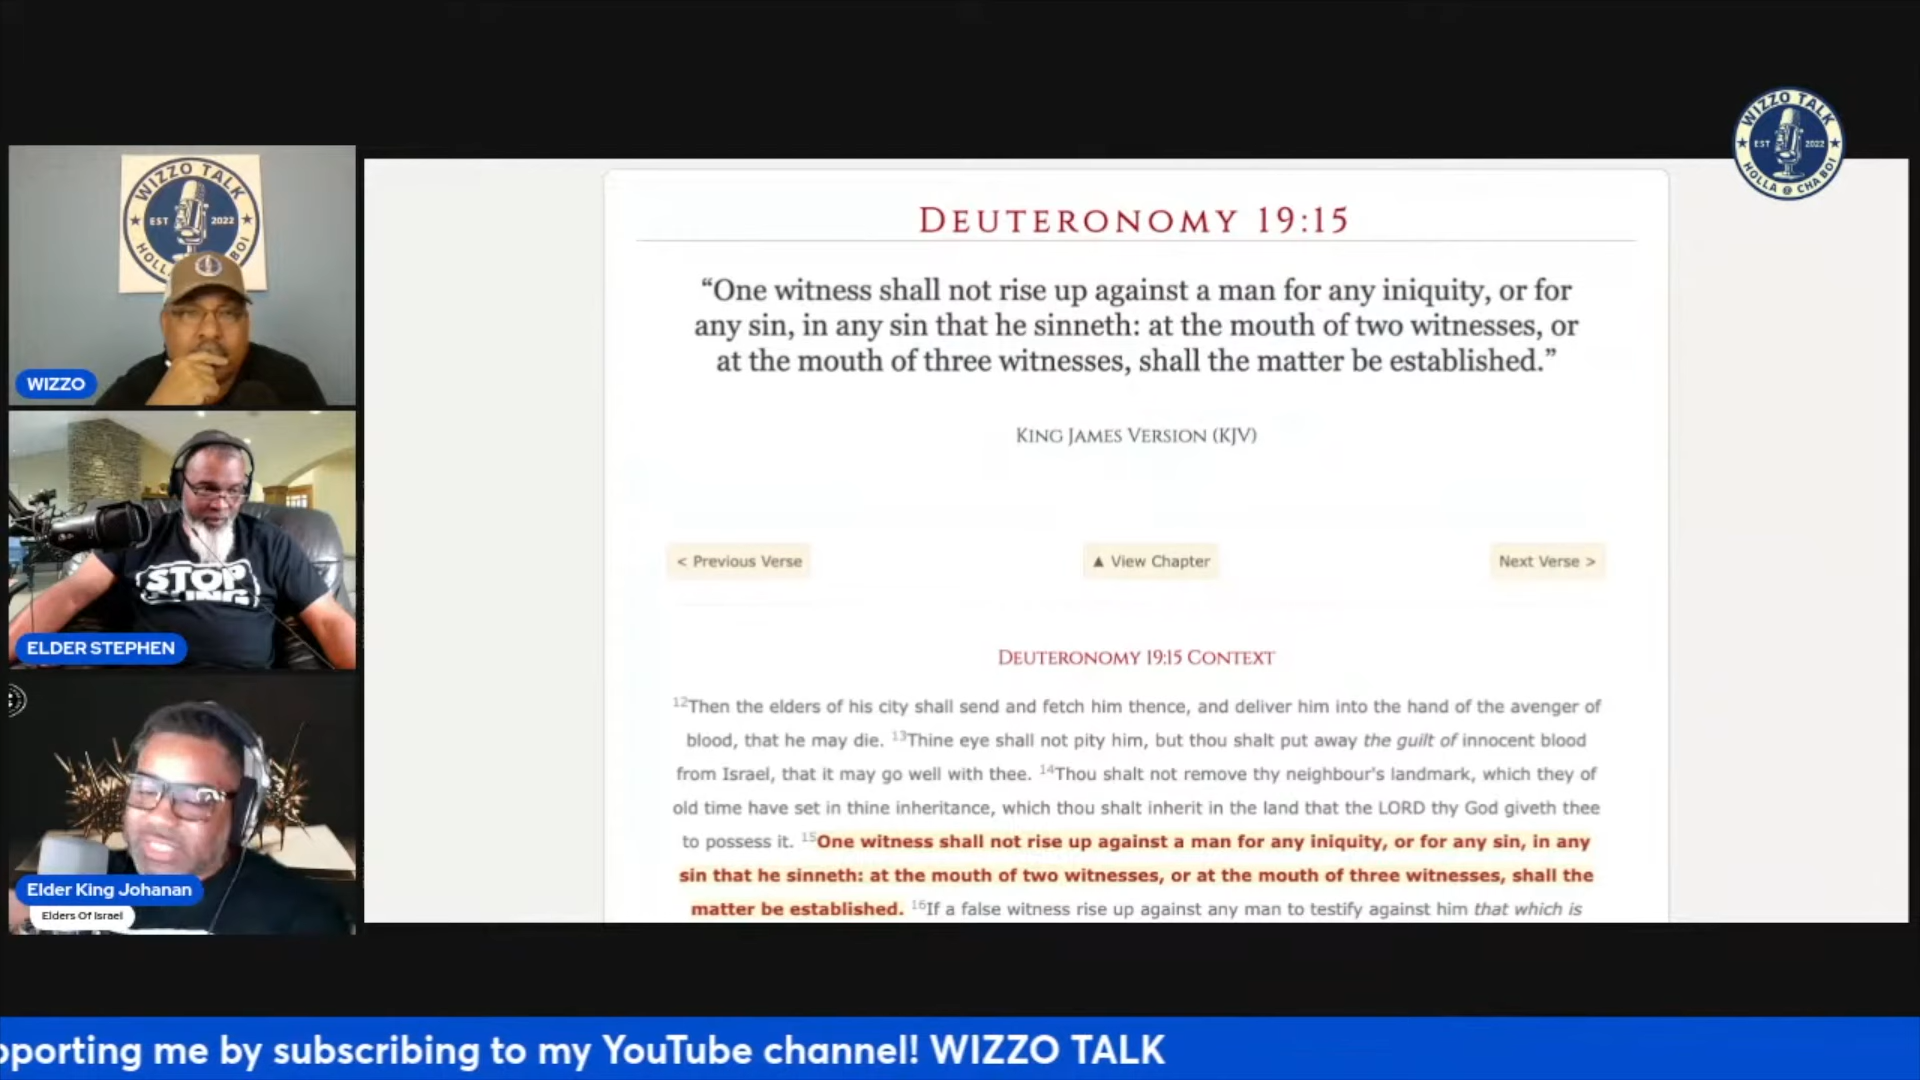 WIZZO TALK
EST 2022
HOLLA @ CHA BOI
WIZZO TALK
EST 2022
HOLL
BOI
WIZZO
STOP
ELDER STEPHEN
Elder King Johanan
Elders Of Israel
DEUTERONOMY 19:15
“One witness shall not rise up against a man for any iniquity, or for
any sin, in any sin that he sinneth: at the mouth of two witnesses, or
at the mouth of three witnesses, shall the matter be established.”
KING JAMES VERSION (KJV)
< Previous Verse
▲ View Chapter
Next Verse >
DEUTERONOMY 19:15 CONTEXT
12Then the elders of his city shall send and fetch him thence, and deliver him into the hand of the avenger of
blood, that he may die. 13Thine eye shall not pity him, but thou shalt put away the guilt of innocent blood
from Israel, that it may go well with thee. 14Thou shalt not remove thy neighbour's landmark, which they of
old time have set in thine inheritance, which thou shalt inherit in the land that the LORD thy God giveth thee
to possess it. 15One witness shall not rise up against a man for any iniquity, or for any sin, in any
sin that he sinneth: at the mouth of two witnesses, or at the mouth of three witnesses, shall the
matter be established. 16If a false witness rise up against any man to testify against him that which is
pporting me by subscribing to my YouTube channel! WIZZO TALK